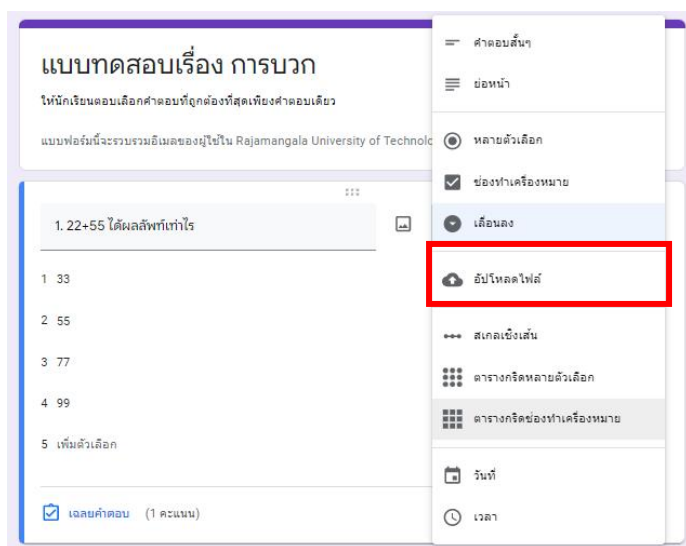 แบบทดสอบเรื่อง การบวก
ให้นักเรียนตอบเลือกคำตอบที่ถูกต้องที่สุดเพียงคำตอบเดียว
แบบฟอร์มนี้จะรวบรวมอีเมลของผู้ใช้ใน Rajamangala University of Technolo
1. 22+55 ได้ผลลัพท์เท่าไร
1 33
2 55
3 77
4 99
5 เพิ่มตัวเลือก
เฉลยคำตอบ (1 คะแนน)
คำตอบสั้นๆ
ย่อหน้า
หลายตัวเลือก
ช่องทำเครื่องหมาย
เลื่อนลง
อัปโหลดไฟล์
สเกลเชิงเส้น
ตารางกริดหลายตัวเลือก
ตารางกริดช่องทำเครื่องหมาย
วันที่
เวลา